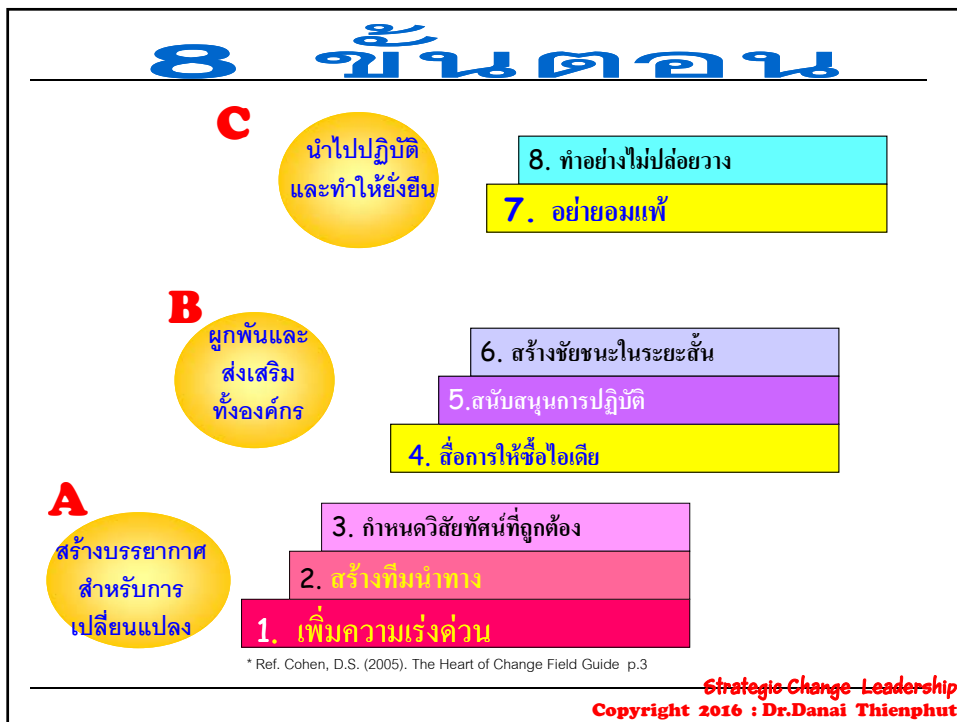 8 ขั้นตอน
C
นำไปปฏิบัติ
และทำให้ยั่งยืน
8. ทำอย่างไม่ปล่อยวาง
7. อย่ายอมแพ้
B
ผูกพันและ
ส่งเสริม
ทั้งองค์กร
6. สร้างชัยชนะในระยะสั้น
5.สนับสนุนการปฏิบัติ
4. สื่อการให้ซื้อไอเดีย
A
สร้างบรรยากาศ
สำหรับการ
เปลี่ยนแปลง
3. กำหนดวิสัยทัศน์ที่ถูกต้อง
2. สร้างทีมนำทาง
1. เพิ่มความเร่งด่วน
* Ref. Cohen, D.S. (2005). The Heart of Change Field Guide p.3
Strategic Change Leadership
Copyright 2016 : Dr.Danai Thienphut